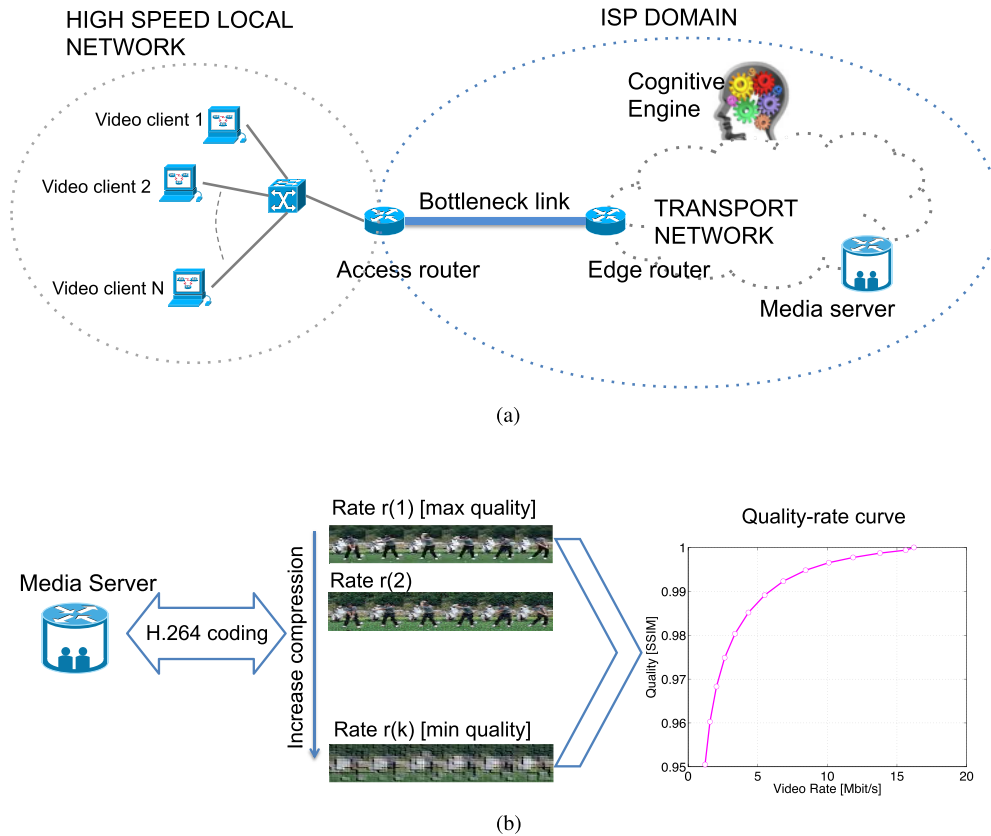 HIGH SPEED LOCAL
NETWORK
ISP DOMAIN
Cognitive
Engine
Video client 1
Video client 2
Video client N
Bottleneck link
TRANSPORT
NETWORK
Access router
Edge router
Media server
(a)
Rate r(1) [max quality]
Quality-rate curve
Media Server
H.264 coding
Increase compression
Rate r(2)
Rate r(k) [min quality]
Quality [SSIM]
1
0.99
0.98
0.97
0.96
0.95
0
5
10
15
20
Video Rate [Mbit/s]
(b)